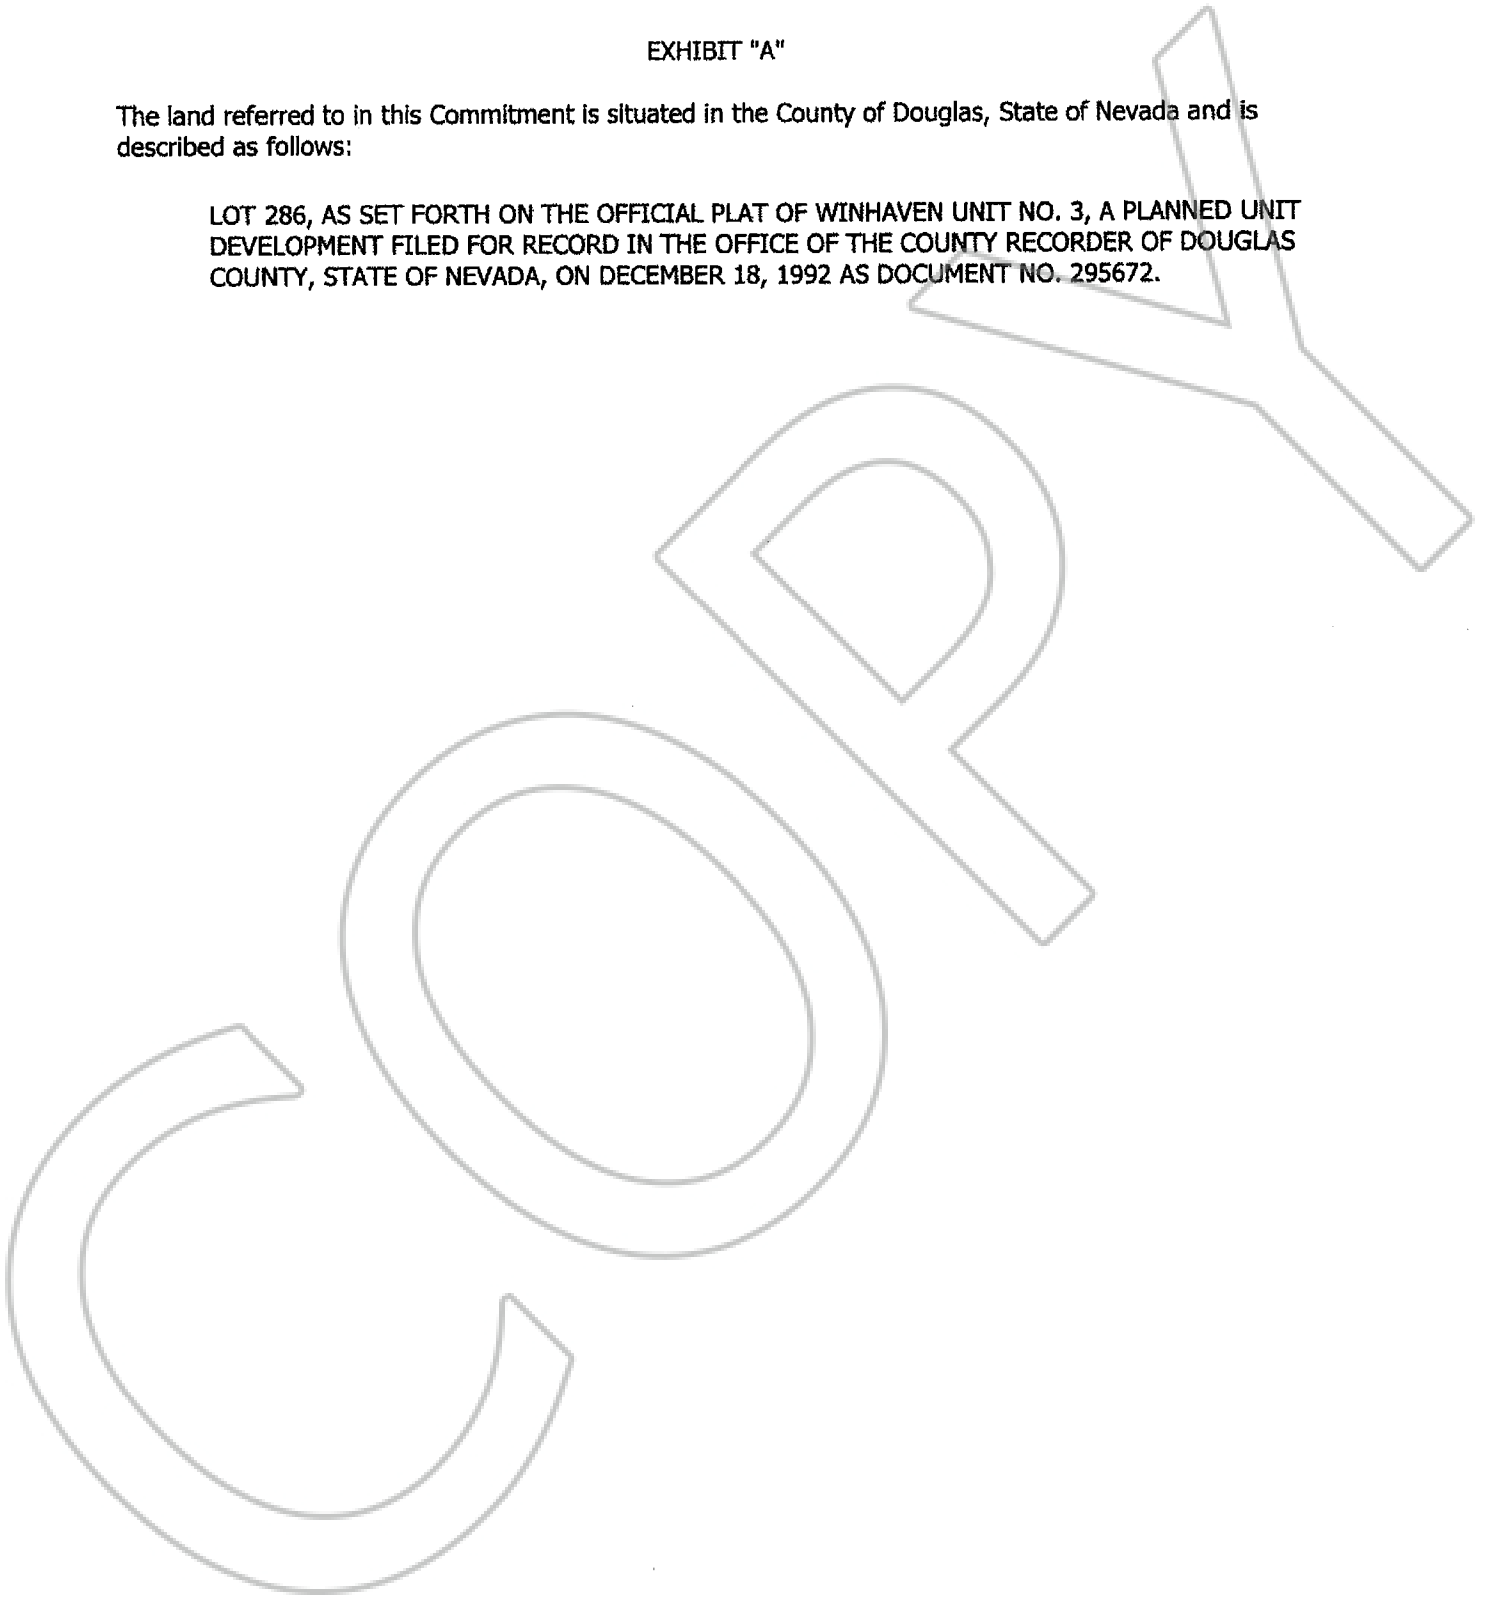 EXHIBIT "A"
The land referred to in this Commitment is situated in the County of Douglas, State of Nevada and is
described as follows:
LOT 286, AS SET FORTH ON THE OFFICIAL PLAT OF WINHAVEN UNIT NO. 3, A PLANNED UNIT
DEVELOPMENT FILED FOR RECORD IN THE OFFICE OF THE COUNTY RECORDER OF DOUGLAS
COUNTY, STATE OF NEVADA, ON DECEMBER 18, 1992 AS DOCUMENT NO. 295672.
COPY